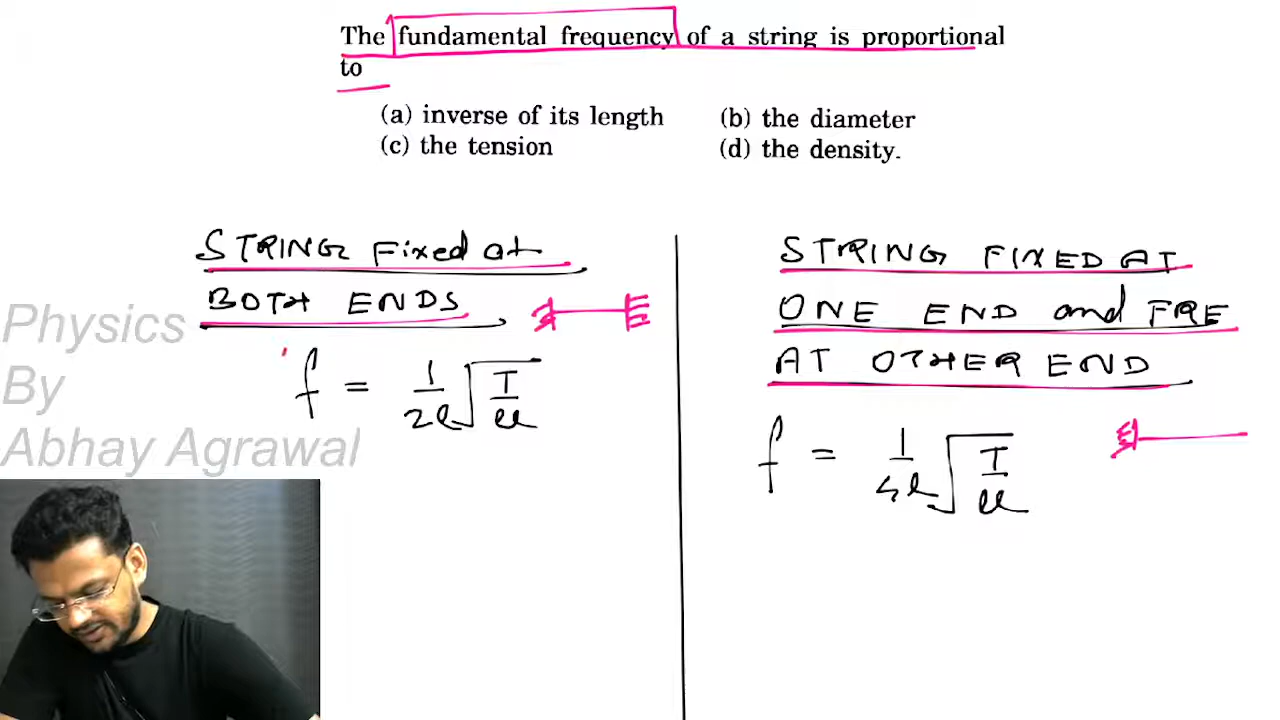 The fundamental frequency of a string is proportional
to
(a) inverse of its length (b) the diameter
(c) the tension (d) the density.
STRING Fixed at
BOTH ENDS
f = 1/2l √T/μ
STRING FIXED AT
ONE END and FRE
AT OTHER END
f = 1/4l √T/μ
Physics
By
Abhay Agrawal